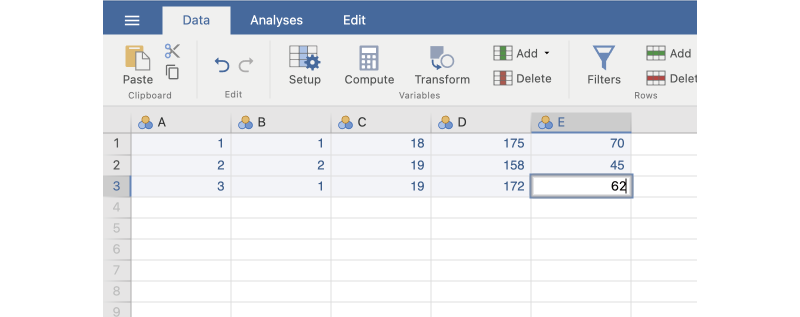 Data Analyses Edit
Paste Setup Compute Transform Add Delete Filters Add Delet
Clipboard Edit Variables Rows
A B C D E
1 1 1 18 175 70
2 2 2 19 158 45
3 3 1 19 172 62
4
5
6
7
8
9